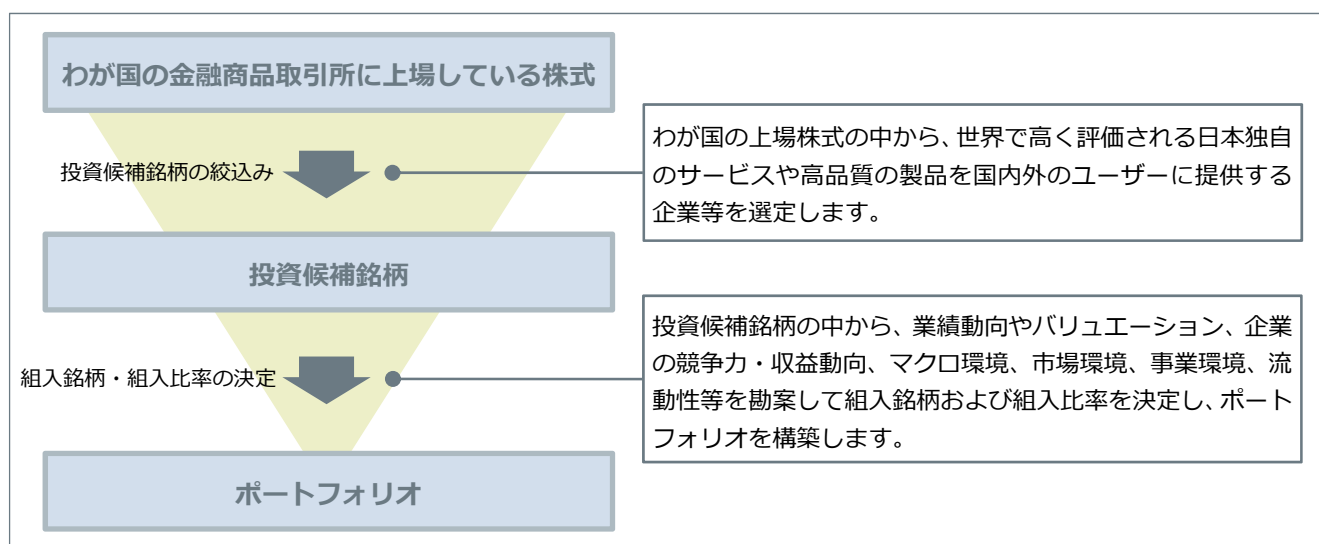 わが国の金融商品取引所に上場している株式
投資候補銘柄の絞込み
わが国の上場株式の中から、世界で高く評価される日本独自
のサービスや高品質の製品を国内外のユーザーに提供する
企業等を選定します。
投資候補銘柄
組入銘柄・組入比率の決定
投資候補銘柄の中から、業績動向やバリュエーション、企業
の競争力・収益動向、マクロ環境、市場環境、事業環境、流
動性等を勘案して組入銘柄および組入比率を決定し、ポート
フォリオを構築します。
ポートフォリオ